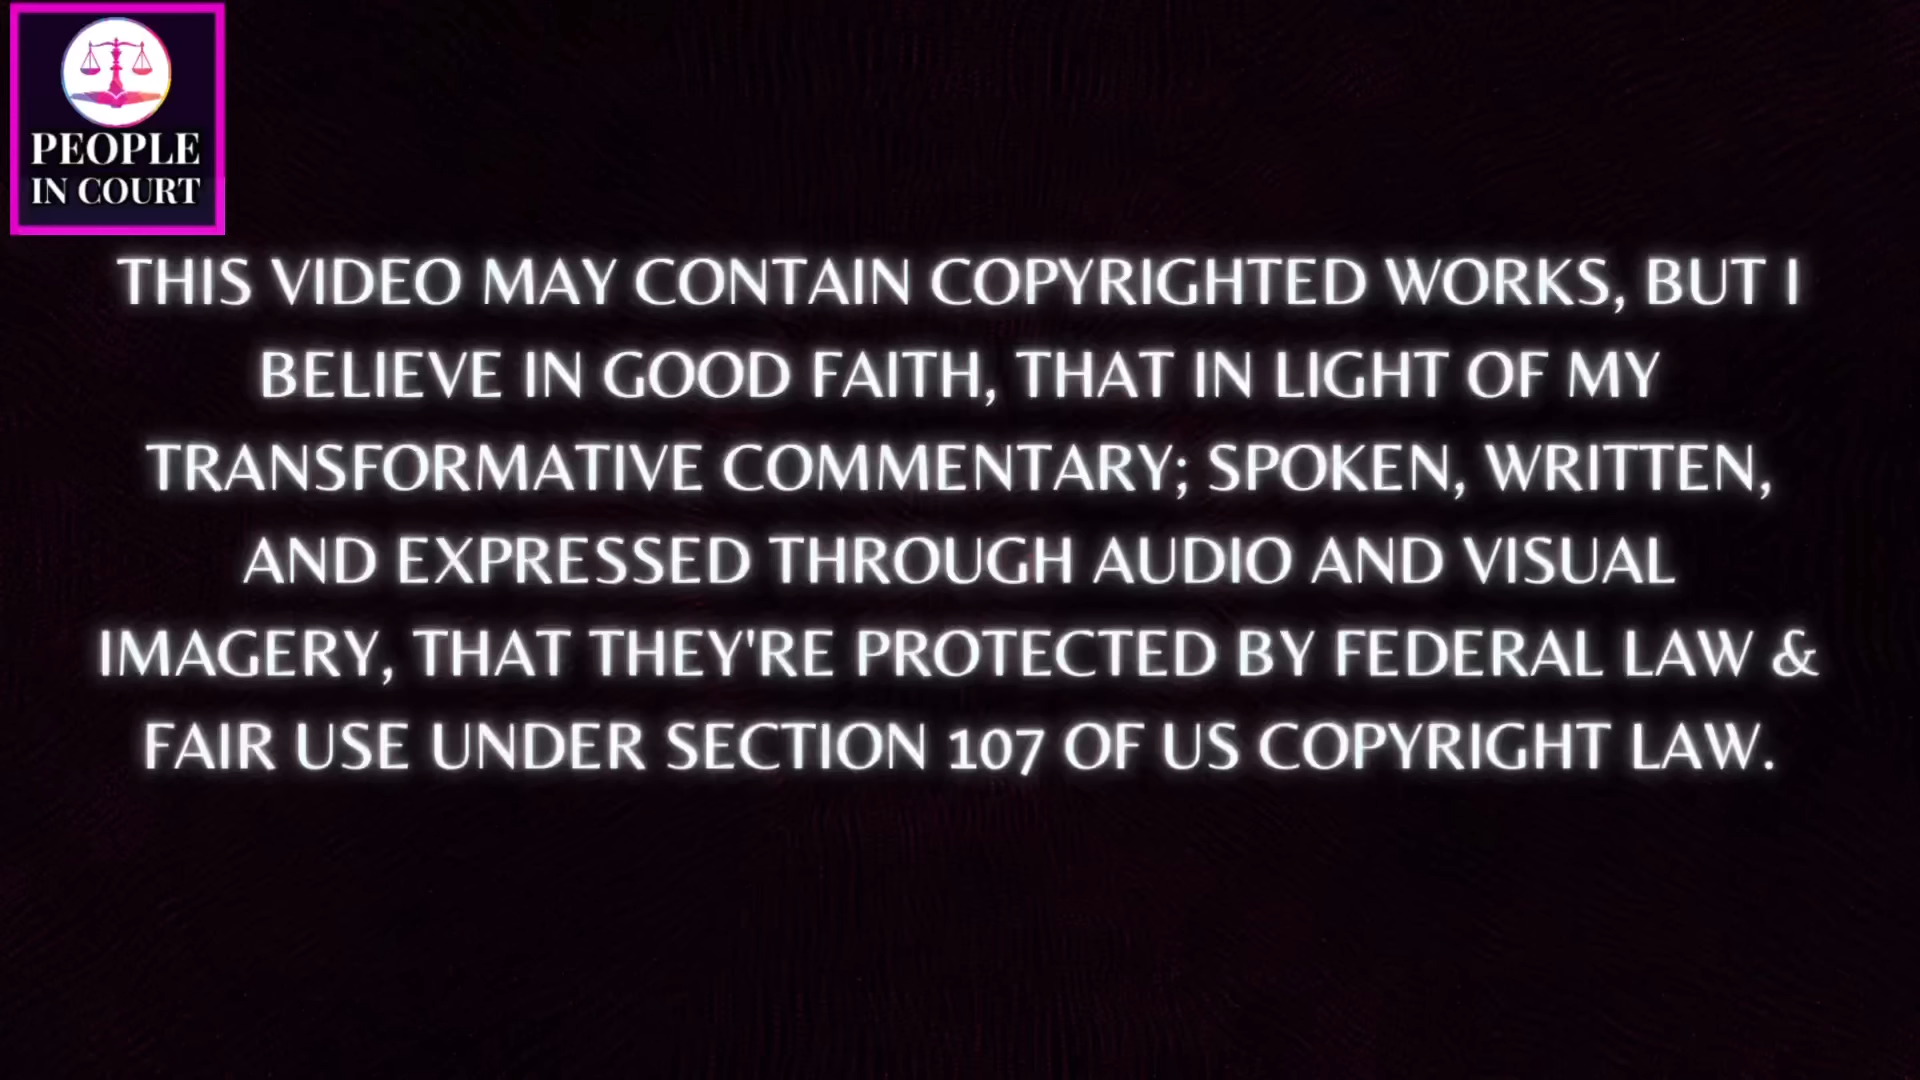 PEOPLE
IN COURT
THIS VIDEO MAY CONTAIN COPYRIGHTED WORKS, BUT I
BELIEVE IN GOOD FAITH, THAT IN LIGHT OF MY
TRANSFORMATIVE COMMENTARY; SPOKEN, WRITTEN,
AND EXPRESSED THROUGH AUDIO AND VISUAL
IMAGERY, THAT THEY'RE PROTECTED BY FEDERAL LAW &
FAIR USE UNDER SECTION 107 OF US COPYRIGHT LAW.